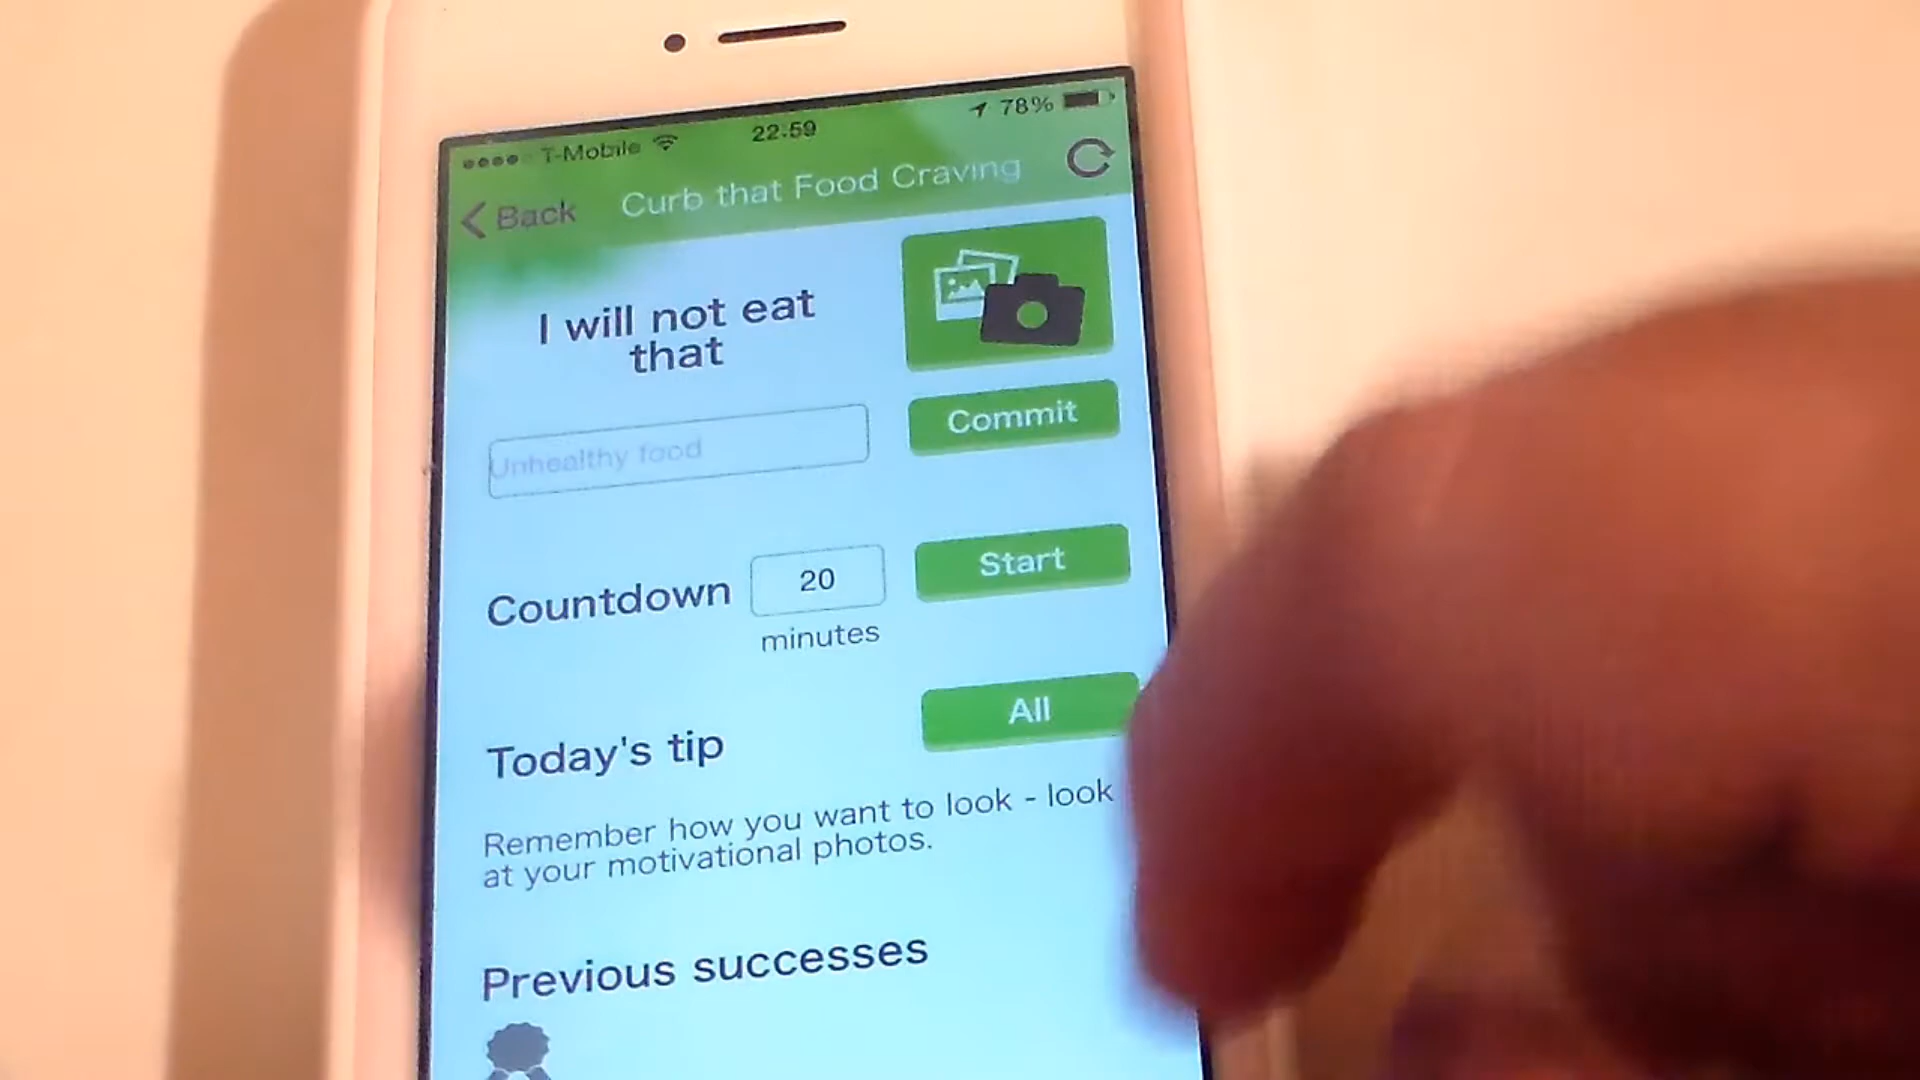 T-Mobile 22:59 78%
Back Curb that Food Craving
I will not eat
that
Commit
Unhealthy food
Countdown 20 Start
minutes
All
Today's tip
Remember how you want to look - look
at your motivational photos.
Previous successes